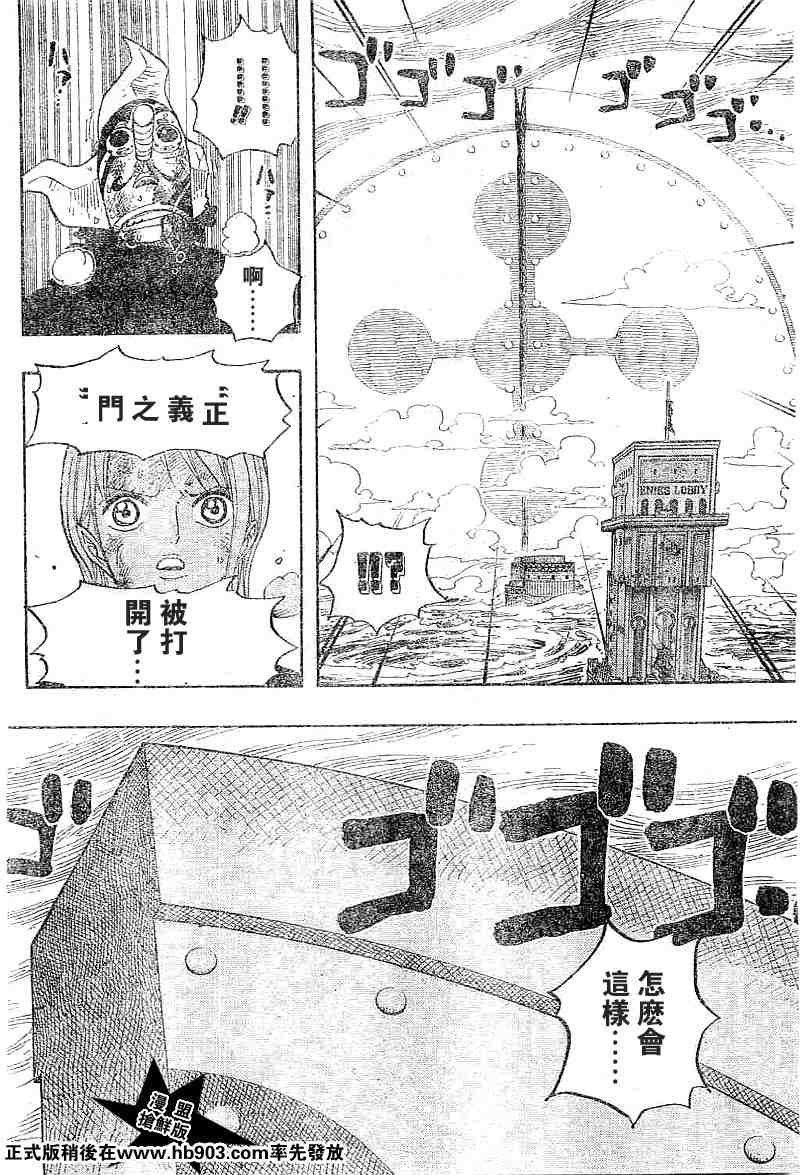 ゴゴゴゴゴゴ...
ENIES LOBBY
!!?
………!!
ハァ
ハァ
啊……
"正義之門"
被打
開了……
ゴゴゴゴ
怎麽會
這樣……
漫盟
搶鮮版
正式版稍後在www.hb903.com率先發放